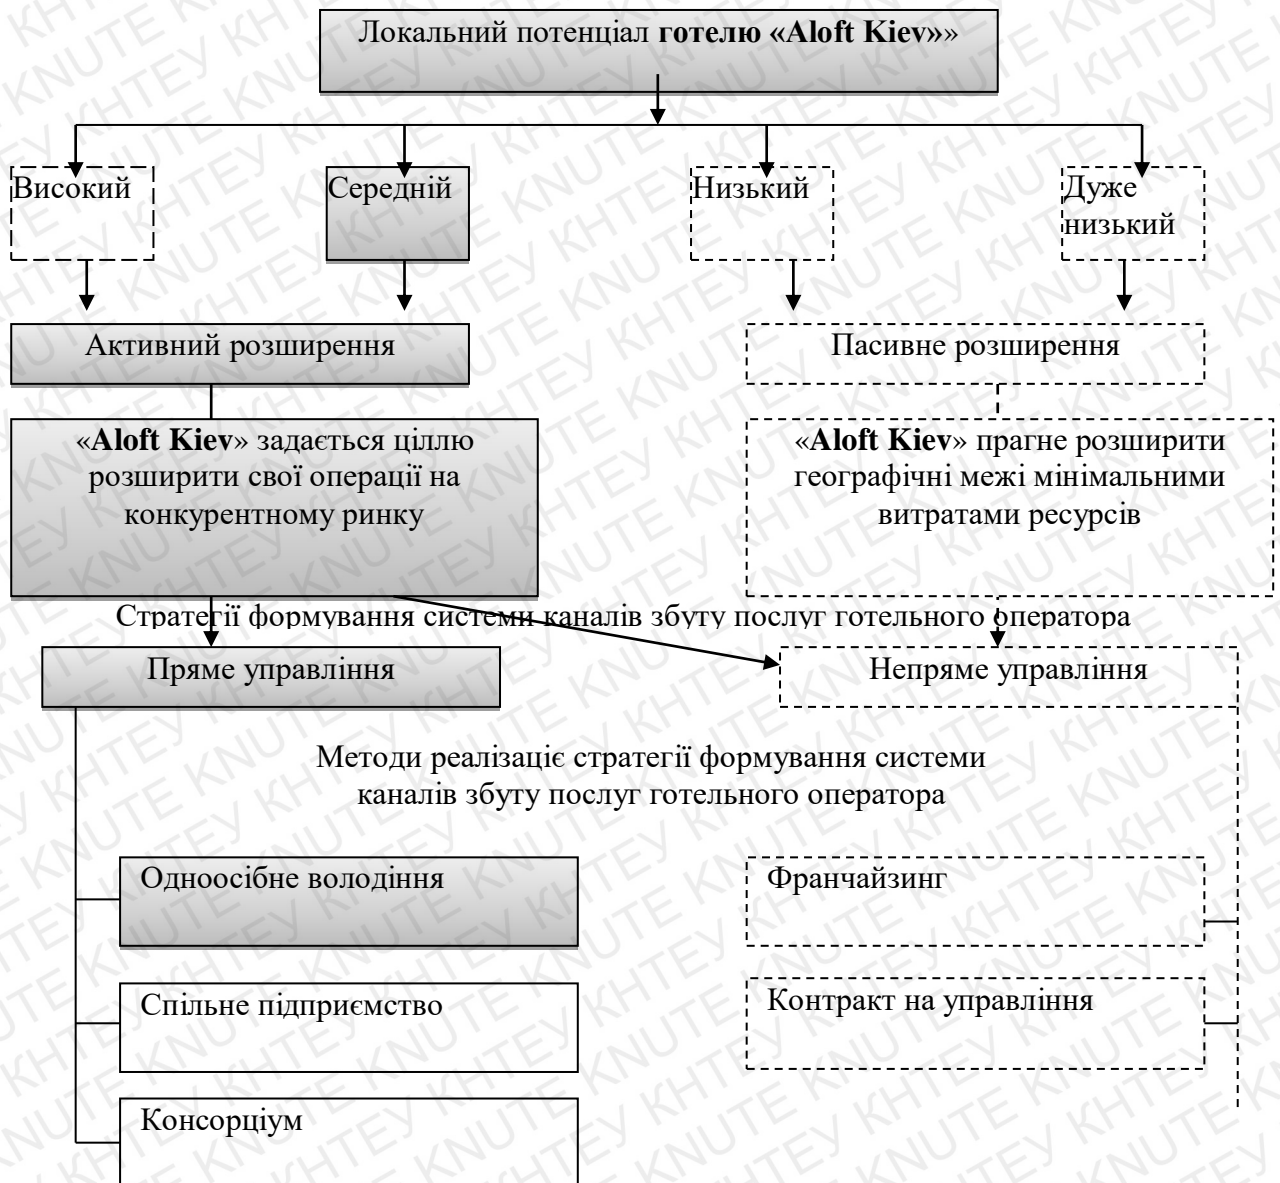 Локальний потенціал готелю «Aloft Kiev»»
Високий
Середній
Низький
Дуже
низький
Активний розширення
Пасивне розширення
«Aloft Kiev» задається ціллю
розширити свої операції на
конкурентному ринку
«Aloft Kiev» прагне розширити
географічні межі мінімальними
витратами ресурсів
Стратегії формування системи каналів збуту послуг готельного оператора
Пряме управління
Непряме управління
Методи реалізаціє стратегії формування системи
каналів збуту послуг готельного оператора
Одноосібне володіння
Франчайзинг
Спільне підприємство
Контракт на управління
Консорціум